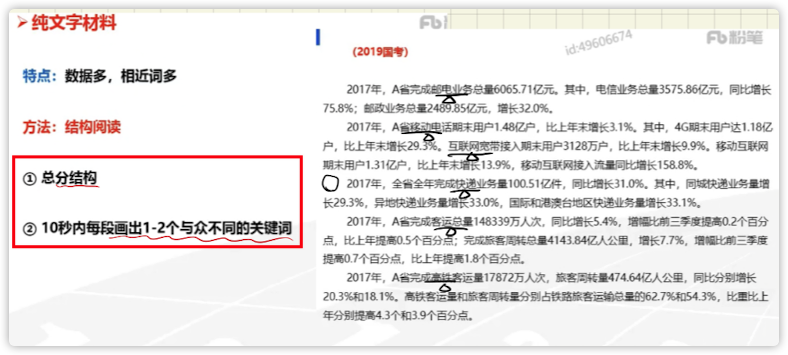 纯文字材料
特点：数据多，相近词多
方法：结构阅读
① 总分结构
② 10秒内每段画出1-2个与众不同的关键词
Fb粉笔
id:49606674
Fb粉笔
（2019国考）
2017年，A省完成邮电业务总量6065.71亿元。其中，电信业务总量3575.86亿元，同比增长
75.8%；邮政业务总量2489.85亿元，增长32.0%。
2017年，A省移动电话期末用户1.48亿户，比上年末增长3.1%。其中，4G期末用户达1.18亿
户，比上年末增长29.3%。互联网宽带接入期末用户3128万户，比上年末增长9.9%。移动互联网
期末用户1.31亿户，比上年末增长13.9%，移动互联网接入流量同比增长158.8%。
2017年，全省全年完成快递业务量100.51亿件，同比增长31.0%。其中，同城快递业务量增
长29.3%，异地快递业务量增长33.0%，国际和港澳台地区快递业务量增长33.1%。
2017年，A省完成客运总量148339万人次，同比增长5.4%，增幅比前三季度提高0.2个百分
点，比上年提高0.5个百分点；完成旅客周转总量4143.84亿人公里，增长7.7%，增幅比前三季度
提高0.7个百分点，比上年提高1.8个百分点。
2017年，A省完成高铁客运量17872万人次，旅客周转量474.64亿人公里，同比分别增长
20.3%和18.1%。高铁客运量和旅客周转量分别占铁路旅客运输总量的62.7%和54.3%，比重比上
年分别提高4.3个和3.9个百分点。